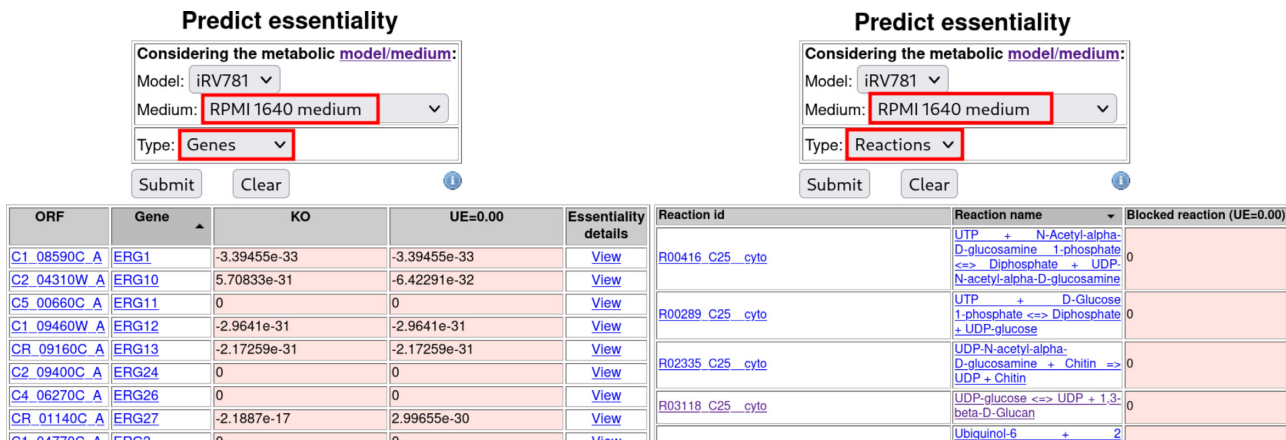 Predict essentiality
Considering the metabolic model/medium:
Model: iRV781
Medium: RPMI 1640 medium
Type: Genes
Submit Clear
ORF Gene KO UE=0.00 Essentiality details
C1_08590C_A ERG1 -3.39455e-33 -3.39455e-33 View
C2_04310W_A ERG10 5.70833e-31 -6.42291e-32 View
C5_00660C_A ERG11 0 0 View
C1_09460W_A ERG12 -2.9641e-31 -2.9641e-31 View
CR_09160C_A ERG13 -2.17259e-31 -2.17259e-31 View
C2_09400C_A ERG24 0 0 View
C4_06270C_A ERG26 0 0 View
CR_01140C_A ERG27 -2.1887e-17 2.99655e-30 View
Predict essentiality
Considering the metabolic model/medium:
Model: iRV781
Medium: RPMI 1640 medium
Type: Reactions
Submit Clear
Reaction id Reaction name Blocked reaction (UE=0.00)
UTP + N-Acetyl-alpha-
D-glucosamine 1-phosphate
R00416_C25__cyto <=> Diphosphate + UDP- 0
N-acetyl-alpha-D-glucosamine
UTP + D-Glucose
R00289_C25__cyto 1-phosphate <=> Diphosphate 0
+ UDP-glucose
UDP-N-acetyl-alpha-
R02335_C25__cyto D-glucosamine + Chitin => 0
UDP + Chitin
R03118_C25__cyto UDP-glucose <=> UDP + 1,3- 0
beta-D-Glucan
Ubiquinol-6 + 2